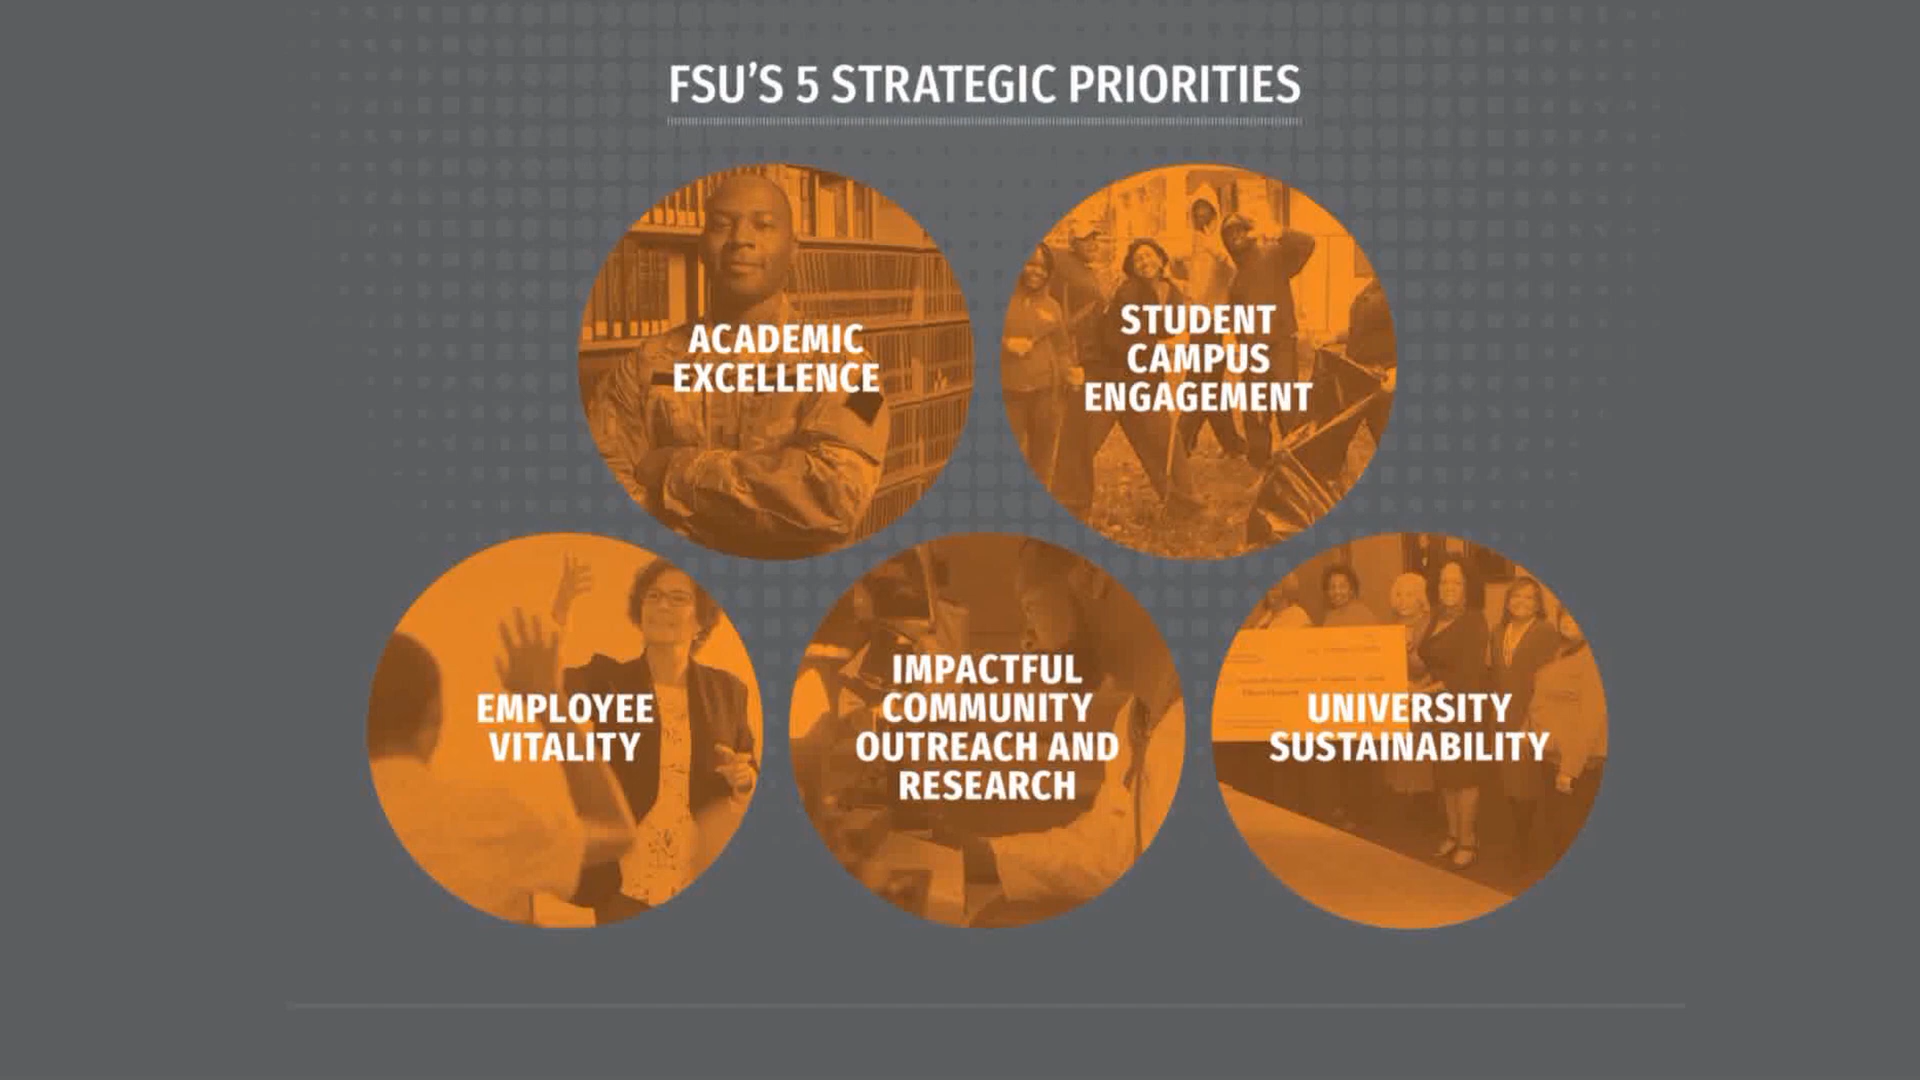 FSU'S 5 STRATEGIC PRIORITIES
ACADEMIC
EXCELLENCE
STUDENT
CAMPUS
ENGAGEMENT
EMPLOYEE
VITALITY
IMPACTFUL
COMMUNITY
OUTREACH AND
RESEARCH
UNIVERSITY
SUSTAINABILITY